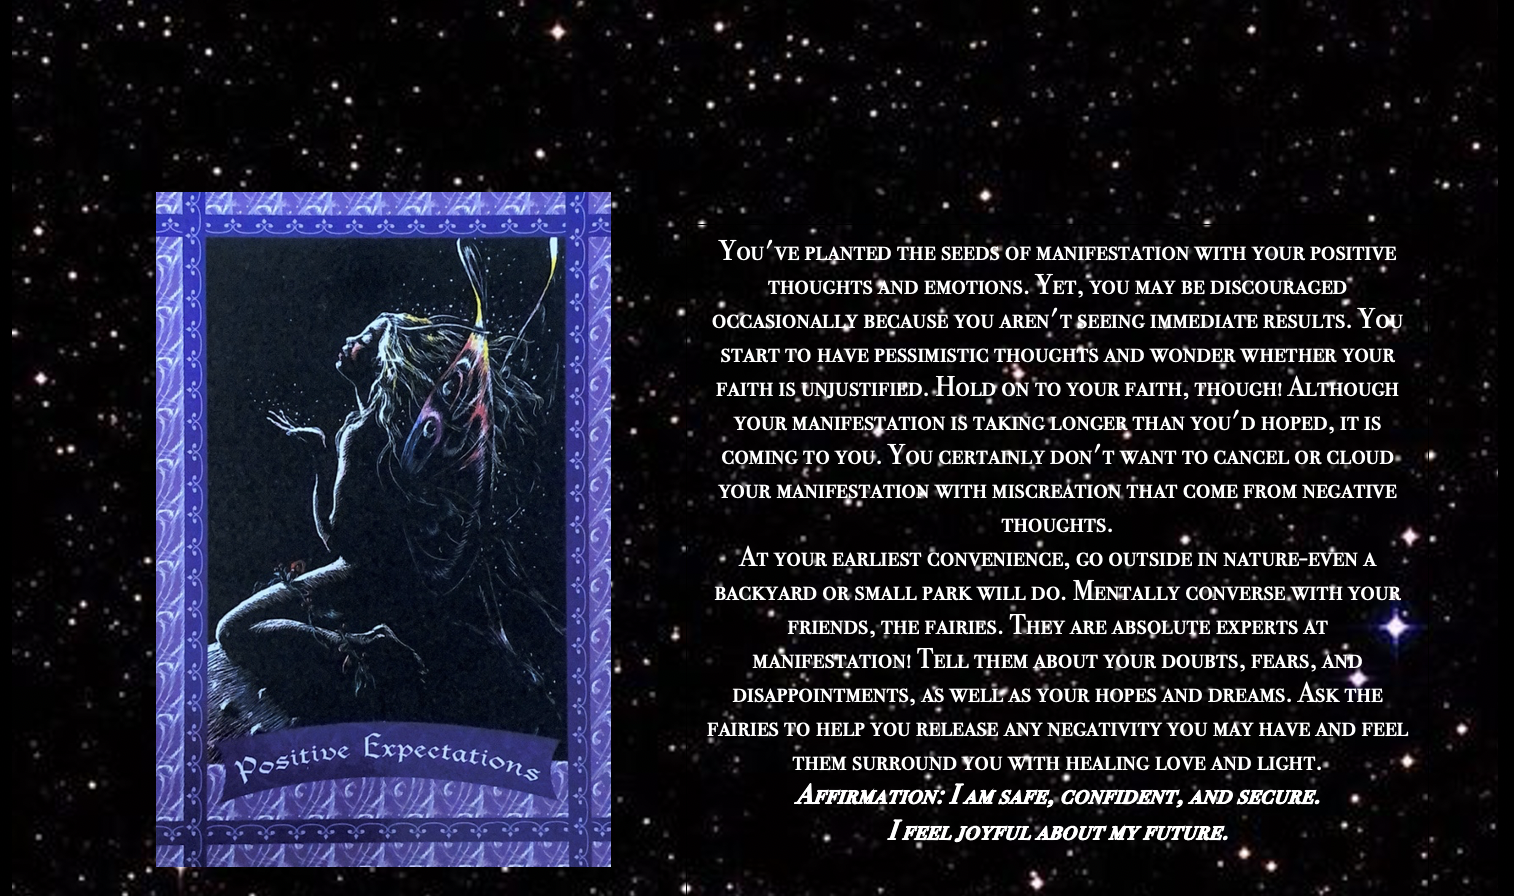 Positive Expectations
You've planted the seeds of manifestation with your positive
thoughts and emotions. Yet, you may be discouraged
occasionally because you aren't seeing immediate results. You
start to have pessimistic thoughts and wonder whether your
faith is unjustified. Hold on to your faith, though! Although
your manifestation is taking longer than you'd hoped, it is
coming to you. You certainly don't want to cancel or cloud
your manifestation with miscreation that come from negative
thoughts.
At your earliest convenience, go outside in nature-even a
backyard or small park will do. Mentally converse with your
friends, the fairies. They are absolute experts at
manifestation! Tell them about your doubts, fears, and
disappointments, as well as your hopes and dreams. Ask the
fairies to help you release any negativity you may have and feel
them surround you with healing love and light.
Affirmation: I am safe, confident, and secure.
I feel joyful about my future.